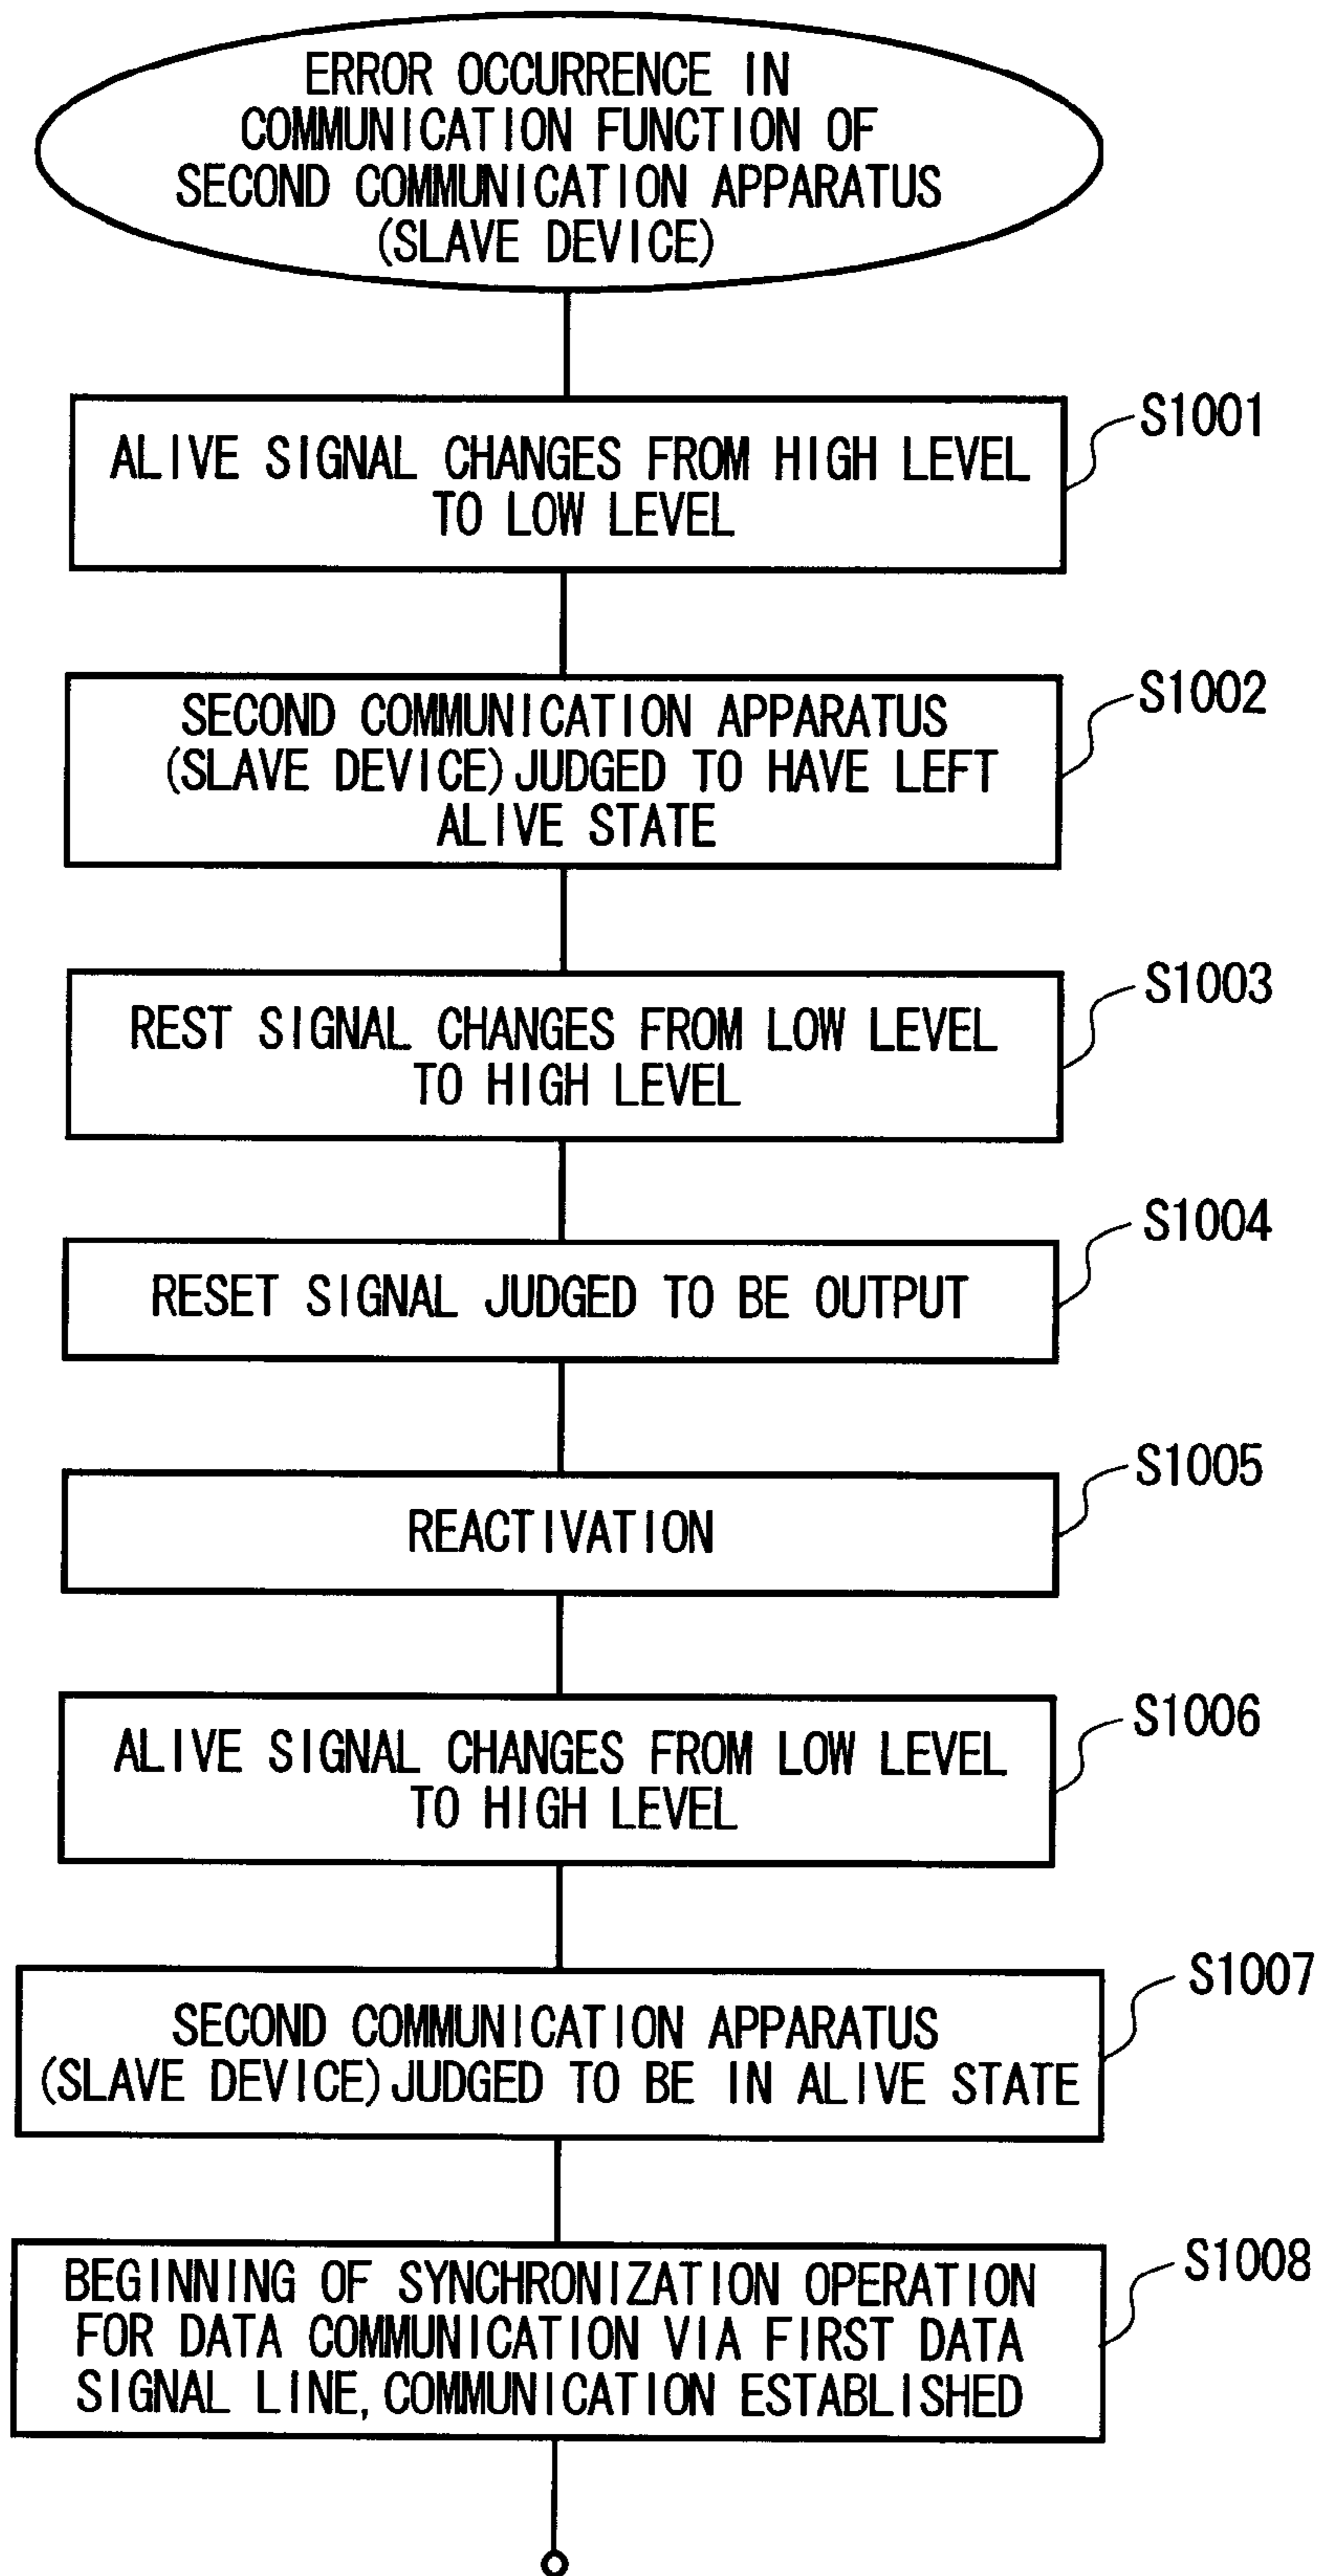 ERROR OCCURRENCE IN
COMMUNICATION FUNCTION OF
SECOND COMMUNICATION APPARATUS
(SLAVE DEVICE)
S1001
ALIVE SIGNAL CHANGES FROM HIGH LEVEL
TO LOW LEVEL
S1002
SECOND COMMUNICATION APPARATUS
(SLAVE DEVICE) JUDGED TO HAVE LEFT
ALIVE STATE
S1003
REST SIGNAL CHANGES FROM LOW LEVEL
TO HIGH LEVEL
S1004
RESET SIGNAL JUDGED TO BE OUTPUT
S1005
REACTIVATION
S1006
ALIVE SIGNAL CHANGES FROM LOW LEVEL
TO HIGH LEVEL
S1007
SECOND COMMUNICATION APPARATUS
(SLAVE DEVICE) JUDGED TO BE IN ALIVE STATE
S1008
BEGINNING OF SYNCHRONIZATION OPERATION
FOR DATA COMMUNICATION VIA FIRST DATA
SIGNAL LINE, COMMUNICATION ESTABLISHED